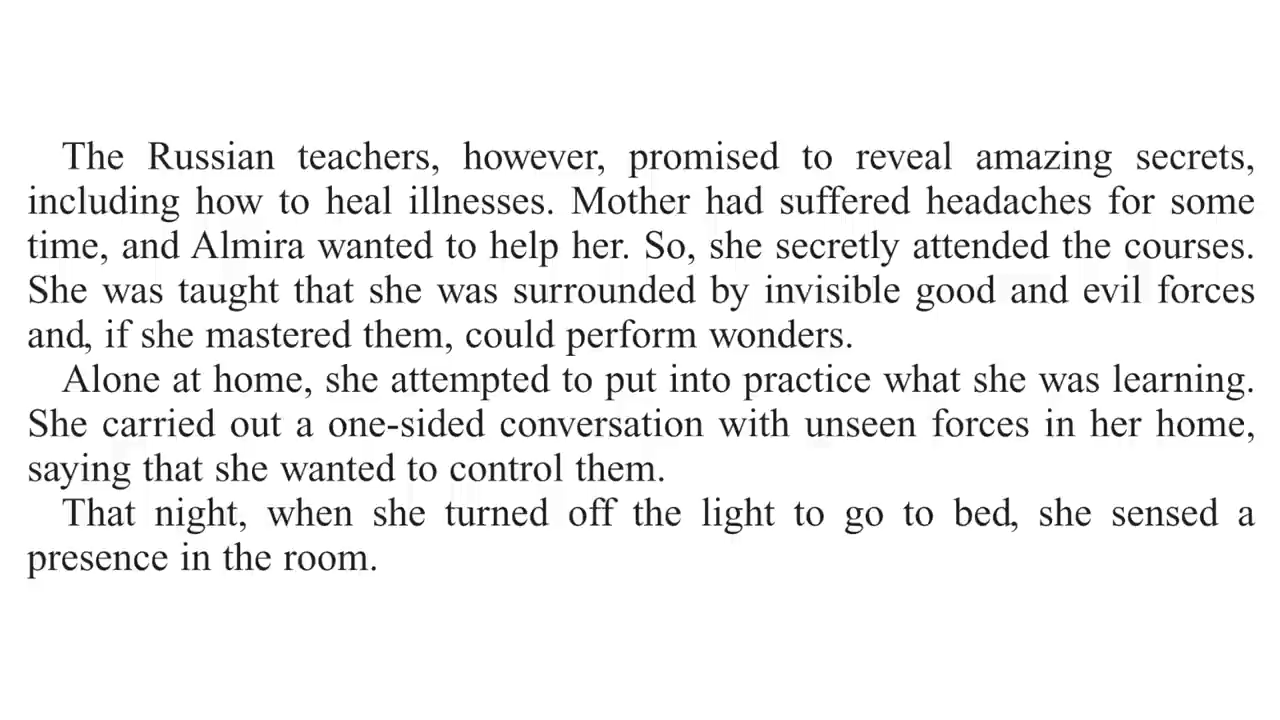 The Russian teachers, however, promised to reveal amazing secrets,
including how to heal illnesses. Mother had suffered headaches for some
time, and Almira wanted to help her. So, she secretly attended the courses.
She was taught that she was surrounded by invisible good and evil forces
and, if she mastered them, could perform wonders.
Alone at home, she attempted to put into practice what she was learning.
She carried out a one-sided conversation with unseen forces in her home,
saying that she wanted to control them.
That night, when she turned off the light to go to bed, she sensed a
presence in the room.